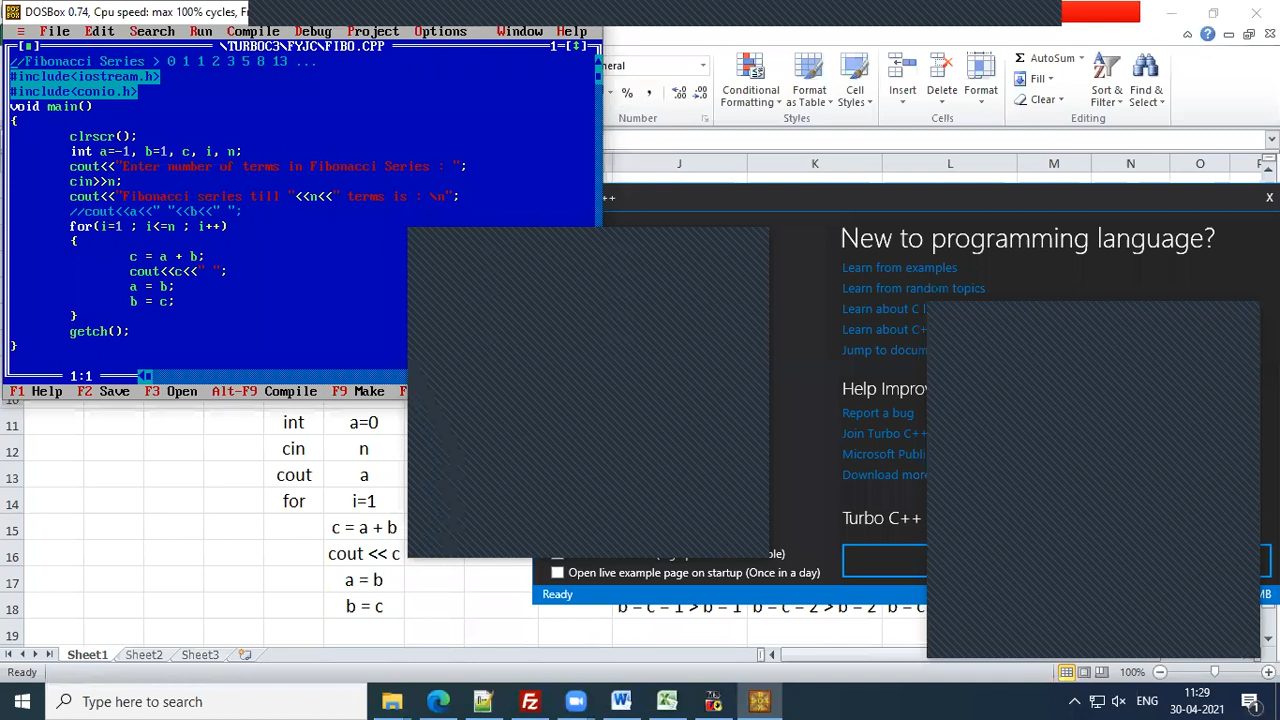 DOSBox 0.74, Cpu speed: max 100% cycles,
≡ File Edit Search Run Compile Debug Project Options Window Help
\TURBOC3\FYJC\FIBO.CPP
1=[↕]
//Fibonacci Series > 0 1 1 2 3 5 8 13 ...
#include<iostream.h>
#include<conio.h>
void main()
{
clrscr();
int a=-1, b=1, c, i, n;
cout<<"Enter number of terms in Fibonacci Series : ";
cin>>n;
cout<<"Fibonacci series till "<<n<<" terms is : \n";
//cout<<a<<" "<<b<<" ";
for(i=1 ; i<=n ; i++)
{
c = a + b;
cout<<c<<" ";
a = b;
b = c;
}
getch();
}
1:1
F1 Help F2 Save F3 Open Alt-F9 Compile F9 Make
Conditional Formatting
Format as Table
Cell Styles
Insert
Delete
Format
Σ AutoSum
Fill
Clear
Sort & Filter
Find & Select
Number
Styles
Cells
Editing
J K L M N O
New to programming language?
Learn from examples
Learn from random topics
Learn about C
Learn about
Jump to
Help
Report a bug
Join Turbo C++
Microsoft
Download
Turbo C++
Open live example page on startup (Once in a day)
Ready
11 int a=0
12 cin n
13 cout a
14 for i=1
15 c = a + b
16 cout << c
17 a = b
18 b = c
19
Sheet1 Sheet2 Sheet3
Ready
100%
Type here to search
ENG
11:29
30-04-2021